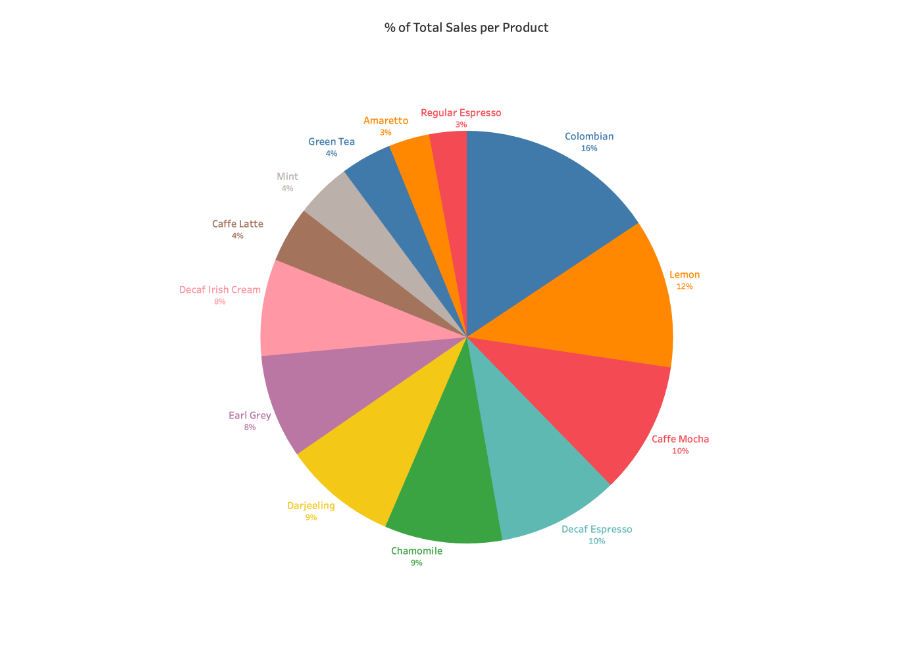 % of Total Sales per Product
Regular Espresso
3%
Colombian
16%
Lemon
12%
Caffe Mocha
10%
Decaf Espresso
10%
Chamomile
9%
Darjeeling
9%
Earl Grey
8%
Decaf Irish Cream
8%
Caffe Latte
4%
Mint
4%
Green Tea
4%
Amaretto
3%